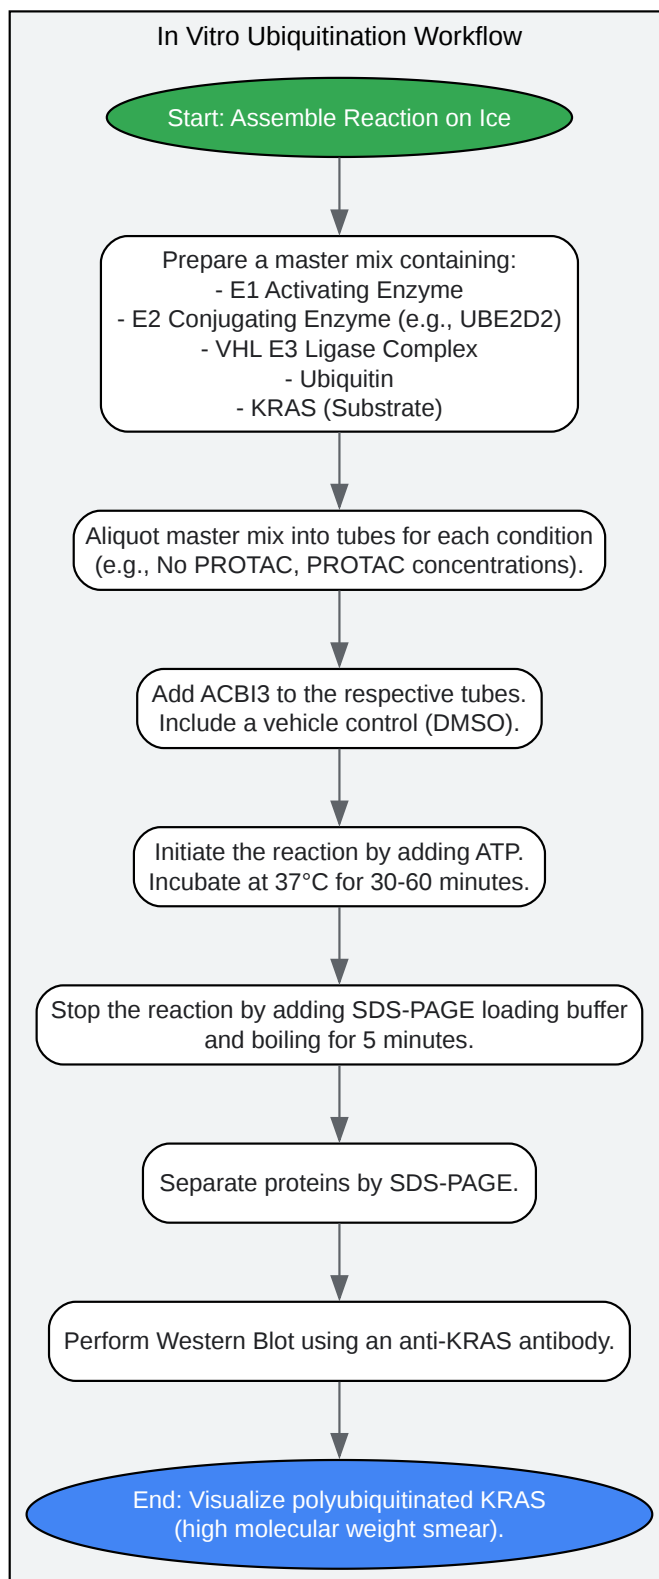 In Vitro Ubiquitination Workflow
Start: Assemble Reaction on Ice
Prepare a master mix containing:
- E1 Activating Enzyme
- E2 Conjugating Enzyme (e.g., UBE2D2)
- VHL E3 Ligase Complex
- Ubiquitin
- KRAS (Substrate)
Aliquot master mix into tubes for each condition
(e.g., No PROTAC, PROTAC concentrations).
Add ACBI3 to the respective tubes.
Include a vehicle control (DMSO).
Initiate the reaction by adding ATP.
Incubate at 37°C for 30-60 minutes.
Stop the reaction by adding SDS-PAGE loading buffer
and boiling for 5 minutes.
Separate proteins by SDS-PAGE.
Perform Western Blot using an anti-KRAS antibody.
End: Visualize polyubiquitinated KRAS
(high molecular weight smear).